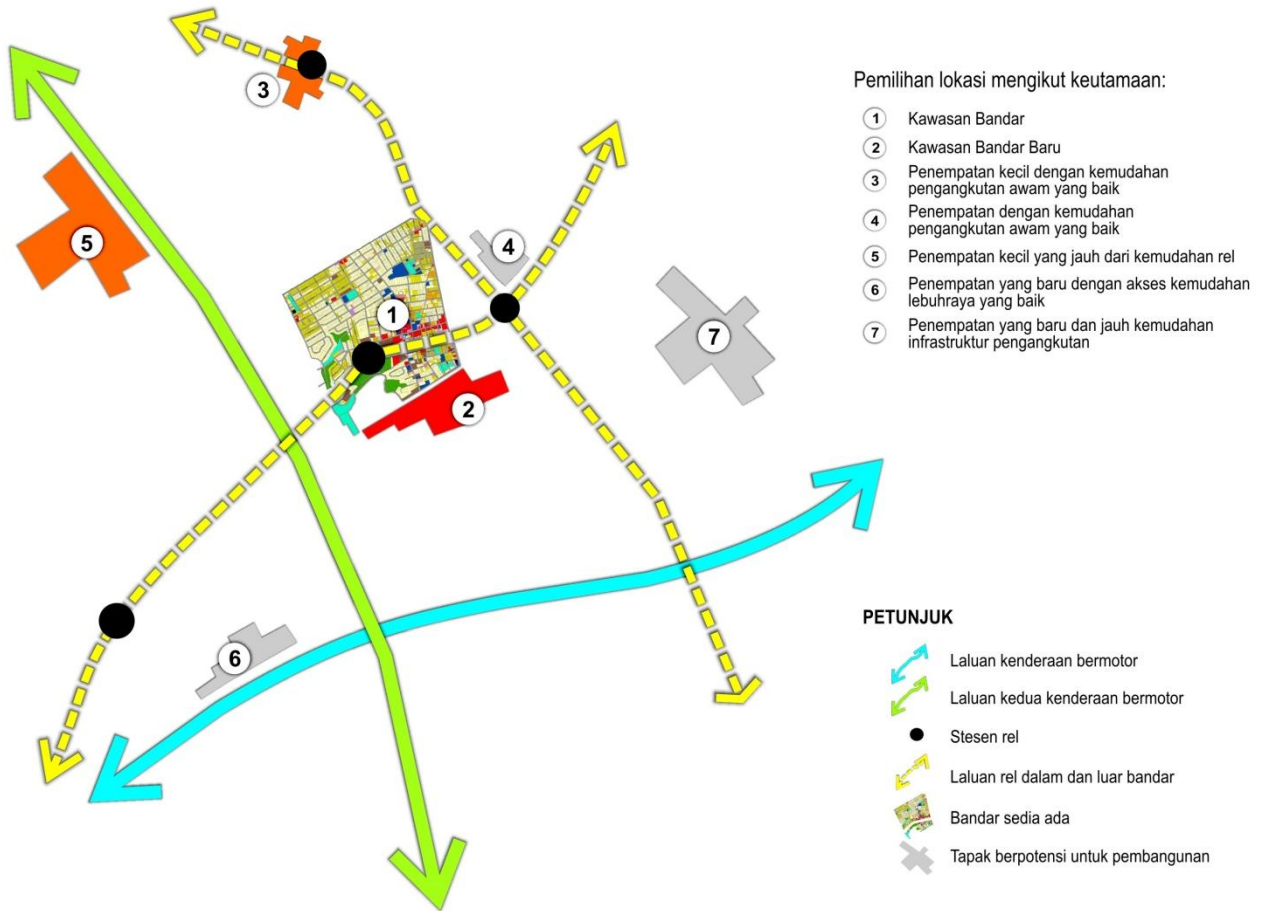 Pemilihan lokasi mengikut keutamaan:
1 Kawasan Bandar
2 Kawasan Bandar Baru
3 Penempatan kecil dengan kemudahan
pengangkutan awam yang baik
4 Penempatan dengan kemudahan
pengangkutan awam yang baik
5 Penempatan kecil yang jauh dari kemudahan rel
6 Penempatan yang baru dengan akses kemudahan
lebuhraya yang baik
7 Penempatan yang baru dan jauh kemudahan
infrastruktur pengangkutan
3
5
4
1
7
2
6
PETUNJUK
Laluan kenderaan bermotor
Laluan kedua kenderaan bermotor
Stesen rel
Laluan rel dalam dan luar bandar
Bandar sedia ada
Tapak berpotensi untuk pembangunan